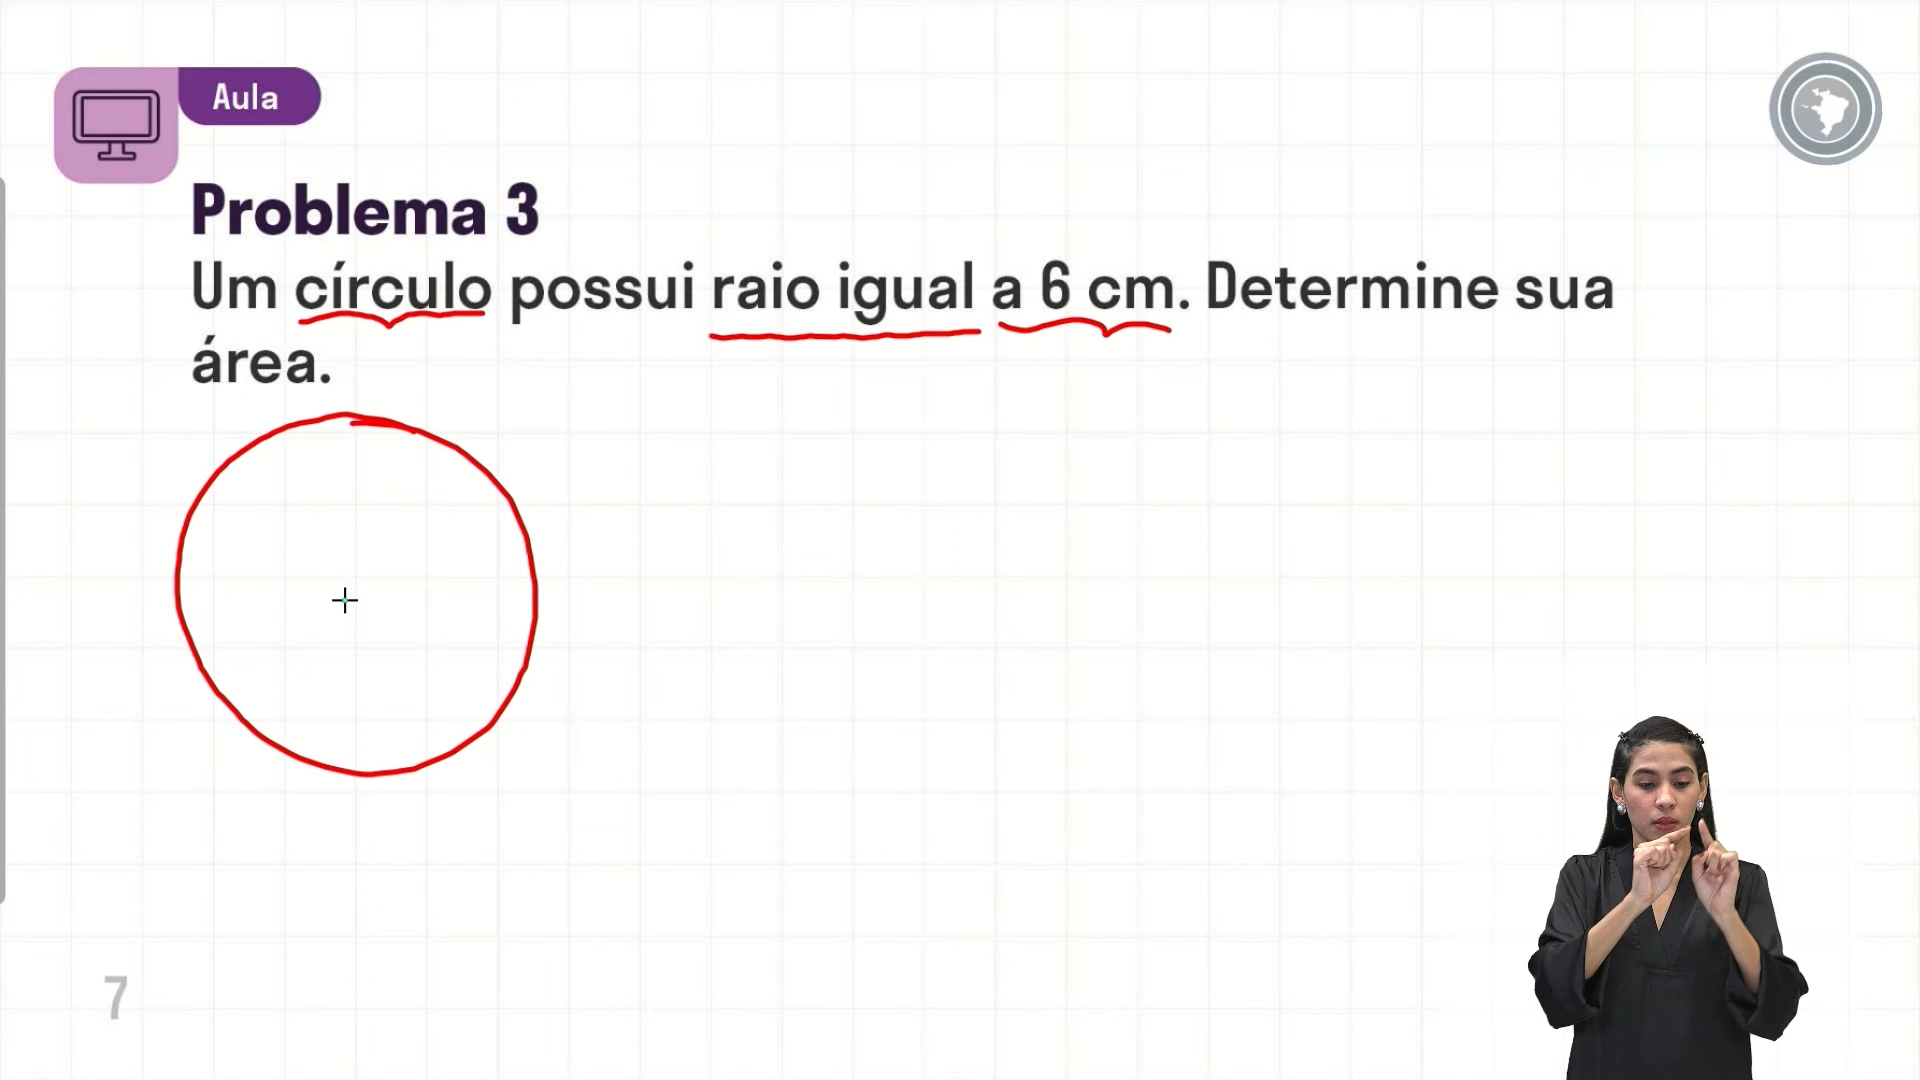 Aula
Problema 3
Um círculo possui raio igual a 6 cm. Determine sua
área.
7